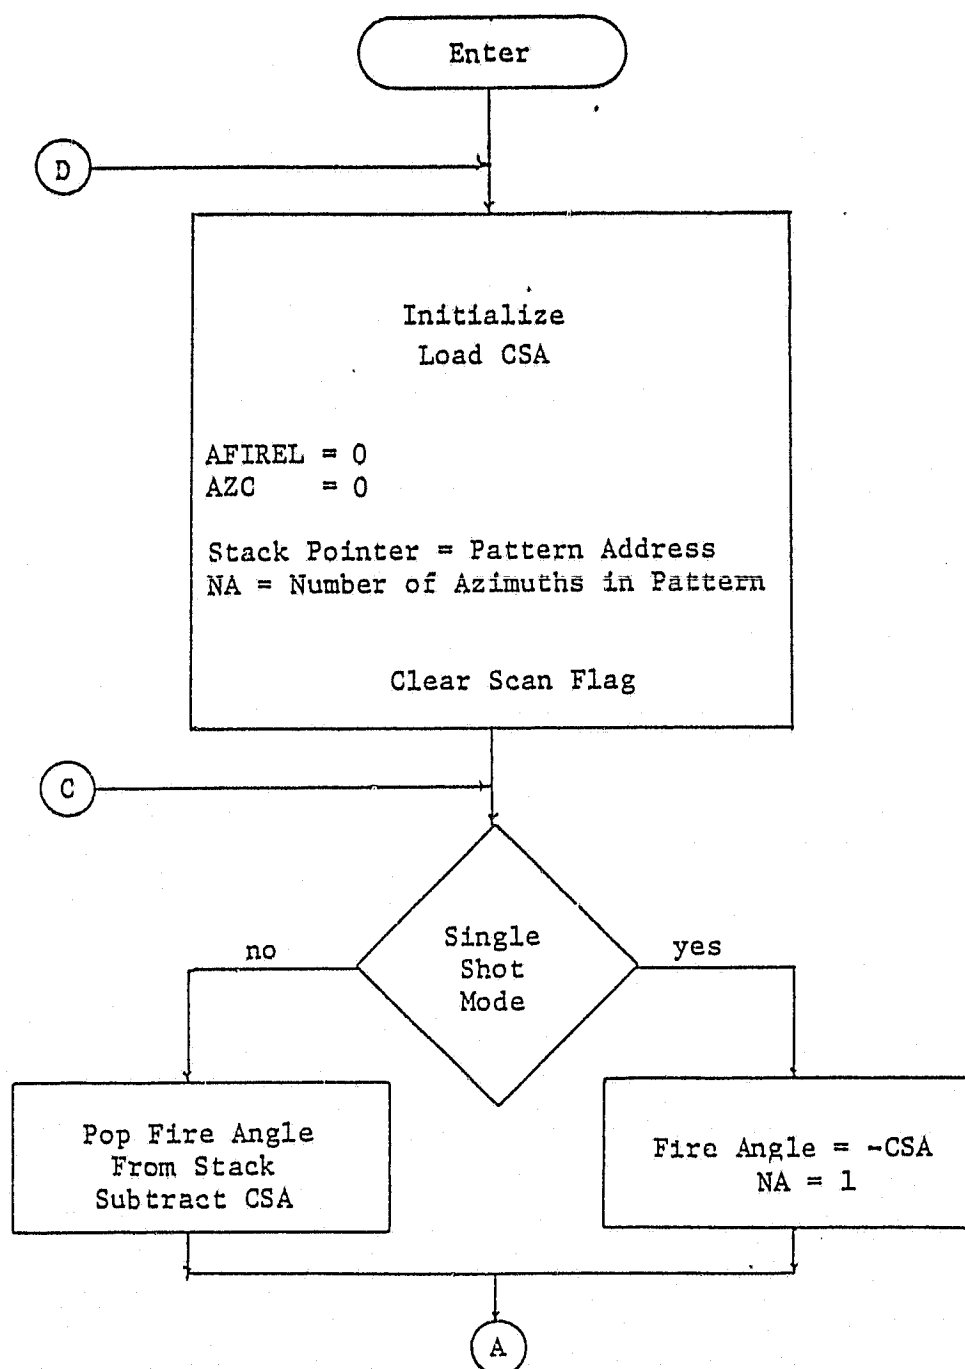 Enter
D
Initialize
Load CSA
AFIREL = 0
AZC = 0
Stack Pointer = Pattern Address
NA = Number of Azimuths in Pattern
Clear Scan Flag
C
Single
Shot
Mode
no
yes
Pop Fire Angle
From Stack
Subtract CSA
Fire Angle = -CSA
NA = 1
A